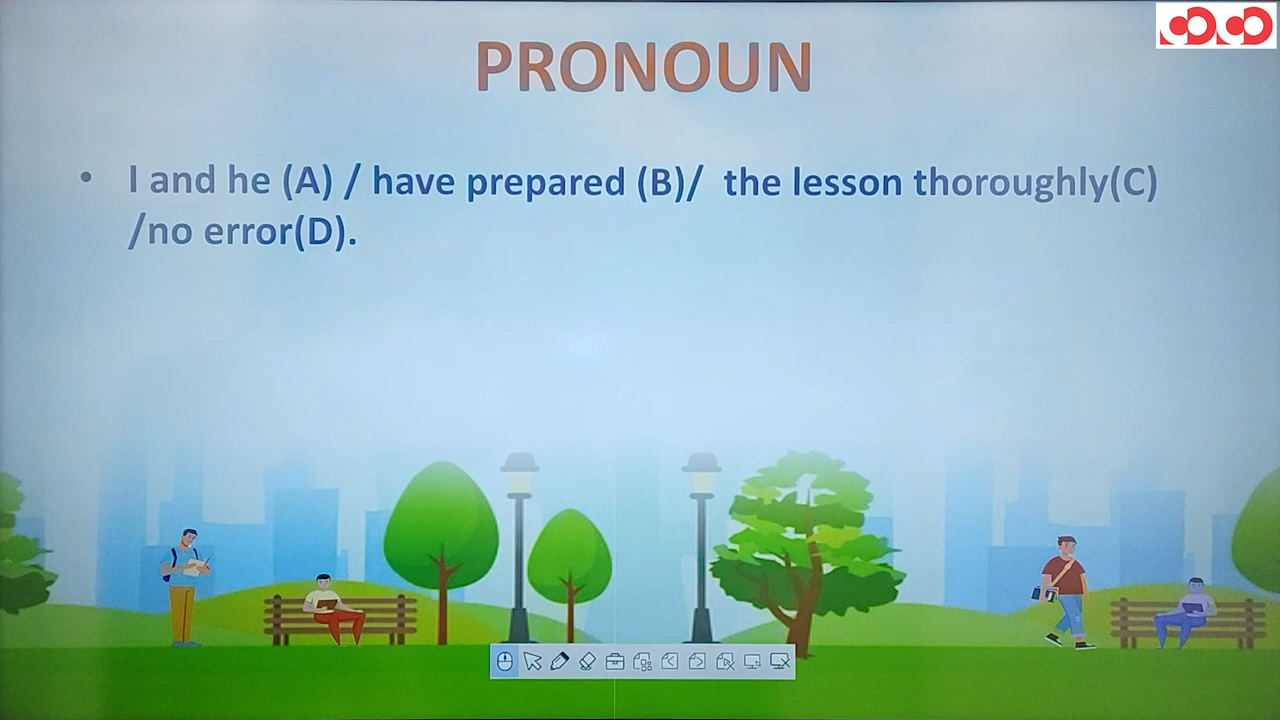 PRONOUN
• I and he (A) / have prepared (B)/ the lesson thoroughly(C)
/no error(D).